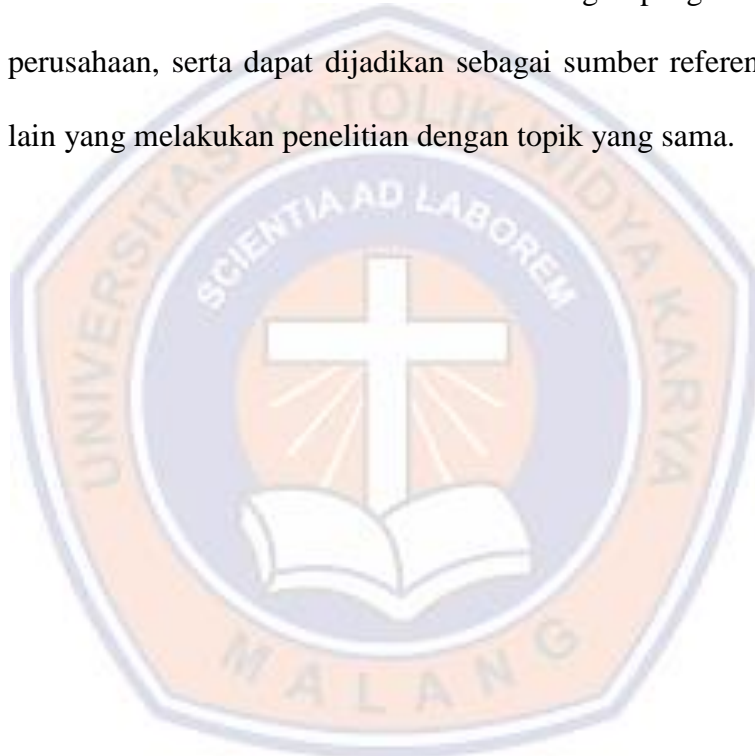 perusahaan, serta dapat dijadikan sebagai sumber
lain yang melakukan penelitian dengan topik yang sama.
UNIVERSITAS KATOLIK WIDYA KARYA
SCIENTIA AD LABOREM
MALANG